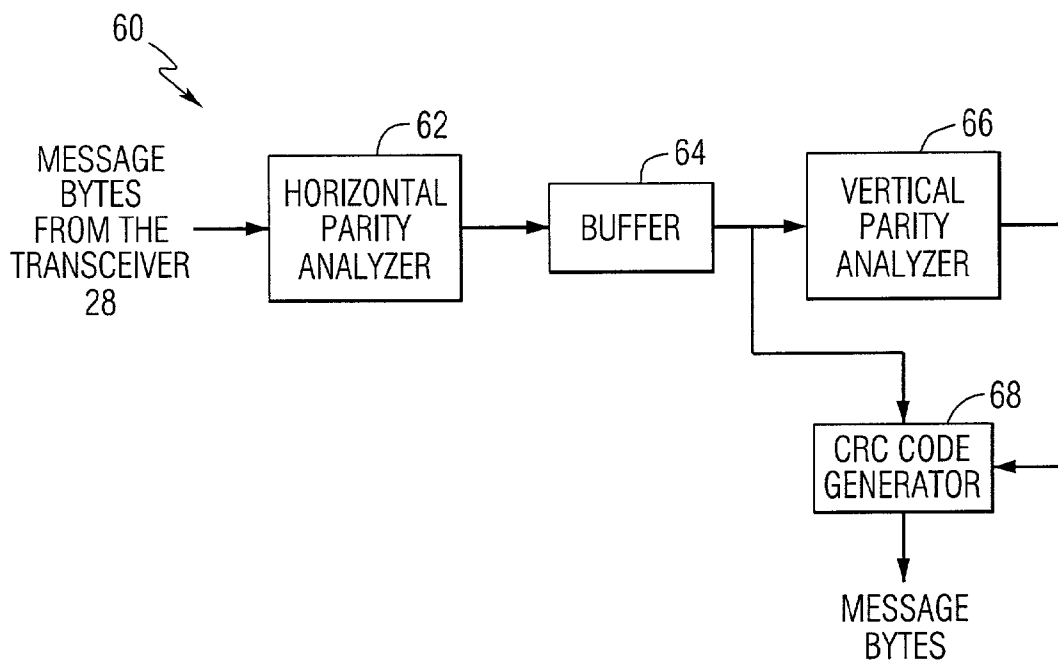 60
MESSAGE
BYTES
FROM THE
TRANSCEIVER
28
62
HORIZONTAL
PARITY
ANALYZER
64
BUFFER
66
VERTICAL
PARITY
ANALYZER
68
CRC CODE
GENERATOR
MESSAGE
BYTES